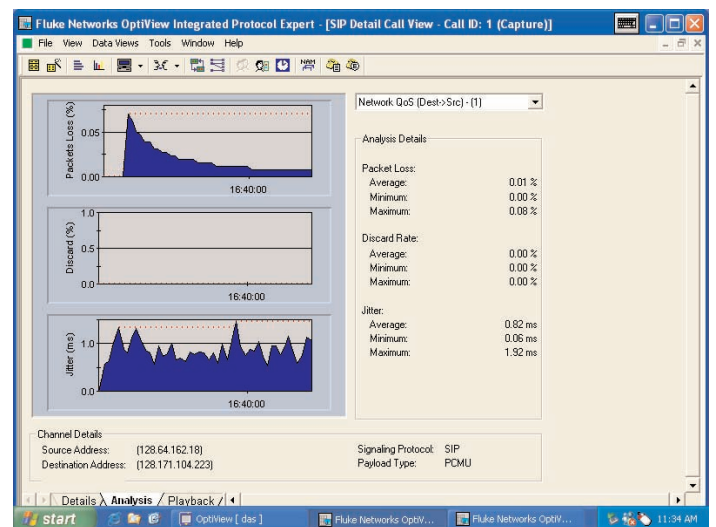 Fluke Networks OptiView Integrated Protocol Expert - [SIP Detail Call View - Call ID: 1 (Capture)]
File View Data Views Tools Window Help
NAM
Network QoS (Dest->Src) - (1)
Packets Loss (%)
0.05
0.00
16:40:00
Discard (%)
1.0
0.5
0.0
16:40:00
Jitter (ms)
1.0
0.0
16:40:00
Analysis Details
Packet Loss:
Average: 0.01 %
Minimum: 0.00 %
Maximum: 0.08 %
Discard Rate:
Average: 0.00 %
Minimum: 0.00 %
Maximum: 0.00 %
Jitter:
Average: 0.82 ms
Minimum: 0.06 ms
Maximum: 1.92 ms
Channel Details
Source Address: (128.64.162.18) Signaling Protocol: SIP
Destination Address: (128.171.104.223) Payload Type: PCMU
Details Analysis Playback
start OptiView [ das ] Fluke Networks OptiV... Fluke Networks OptiV... 11:34 AM